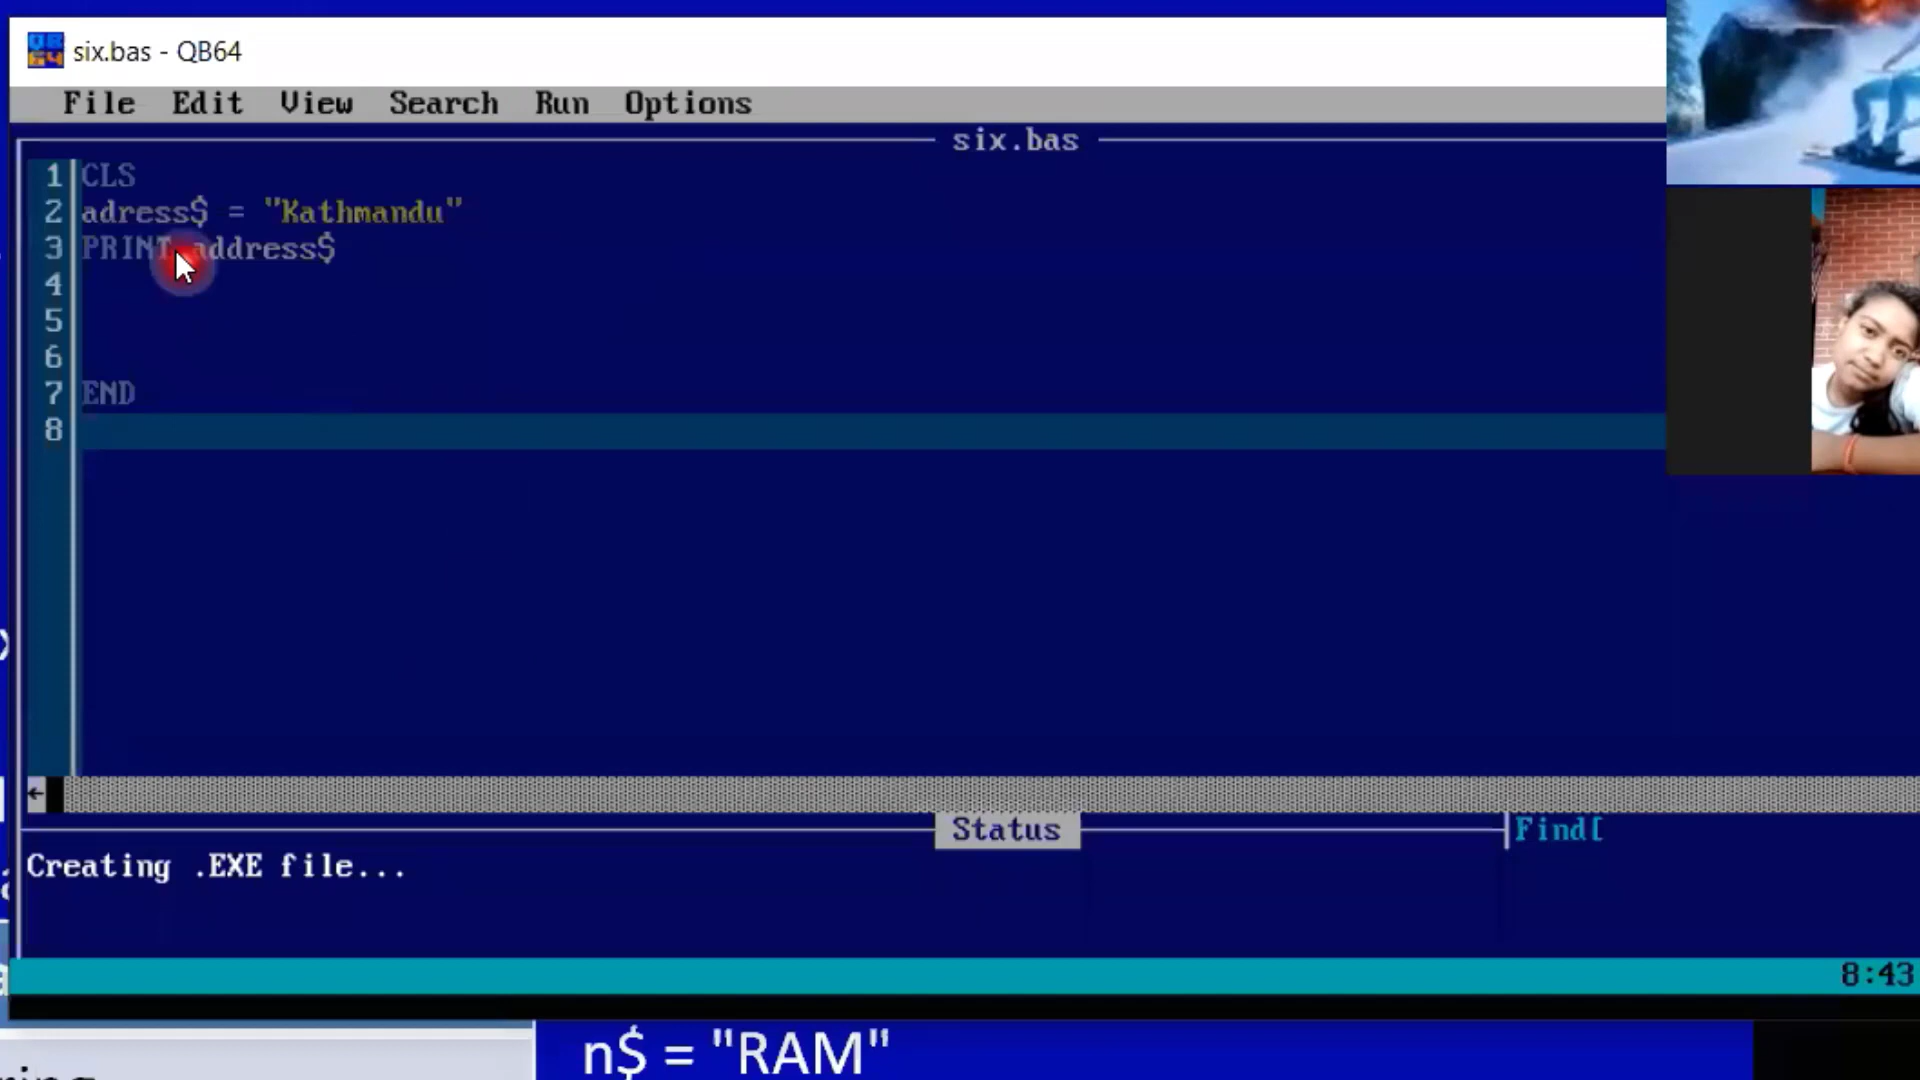 six.bas - QB64
File Edit View Search Run Options
six.bas
1 CLS
2 adress$ = "Kathmandu"
3 PRINT address$
4
5
6
7 END
8
Status
Find[
Creating .EXE file...
8:43
n$ = "RAM"